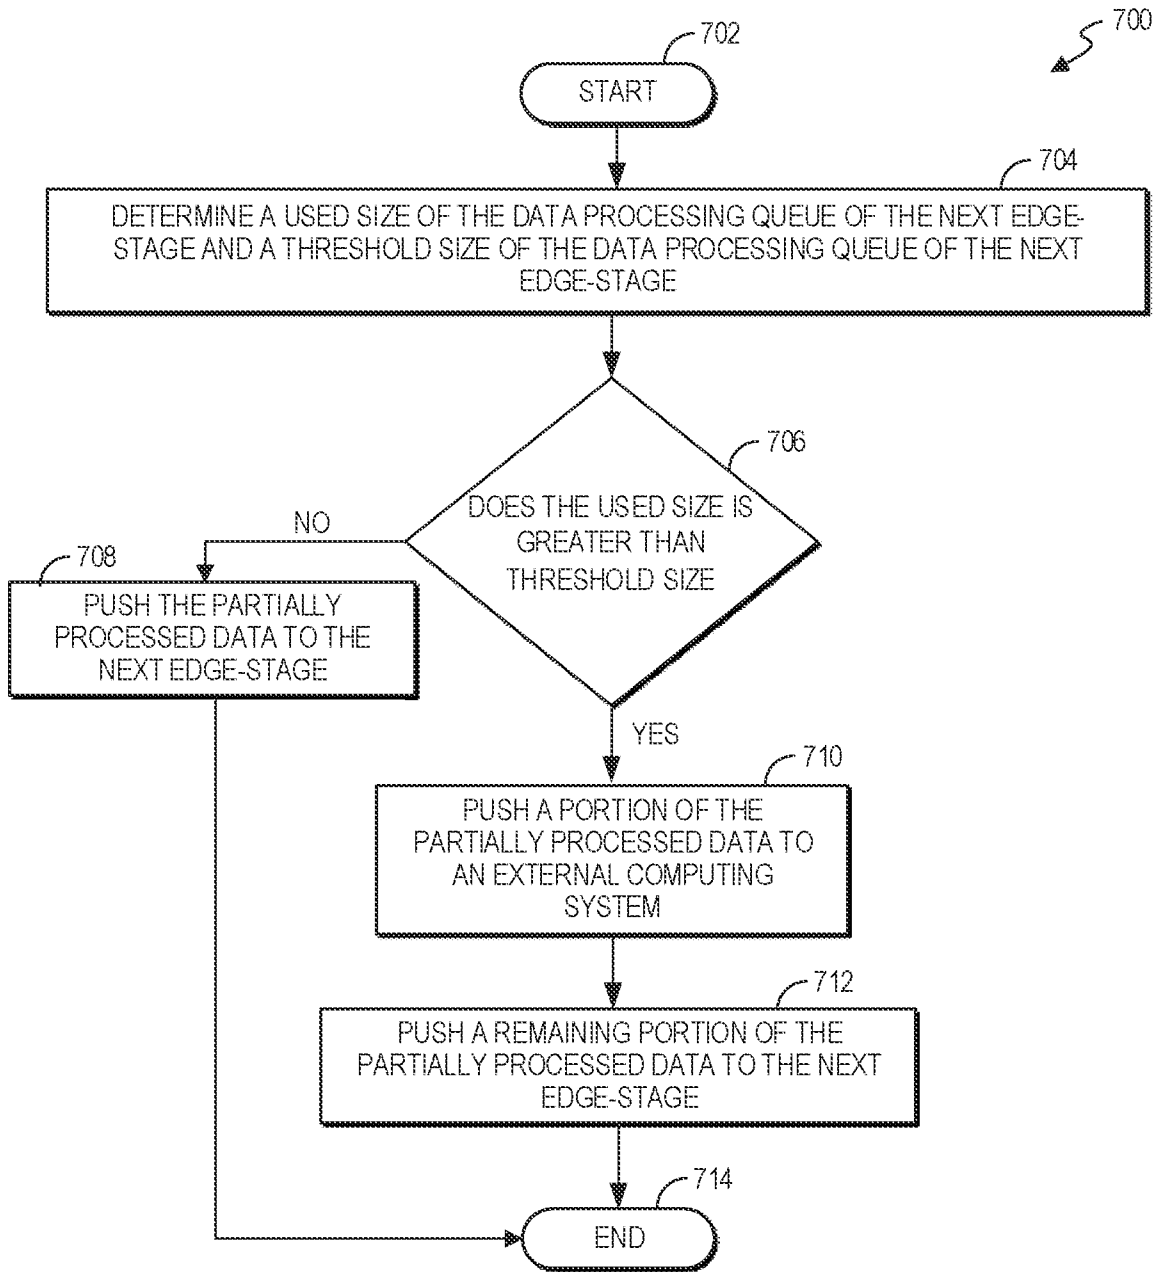 700
702
START
704
DETERMINE A USED SIZE OF THE DATA PROCESSING QUEUE OF THE NEXT EDGE-
STAGE AND A THRESHOLD SIZE OF THE DATA PROCESSING QUEUE OF THE NEXT
EDGE-STAGE
706
DOES THE USED SIZE IS
GREATER THAN
THRESHOLD SIZE
NO
708
PUSH THE PARTIALLY
PROCESSED DATA TO THE
NEXT EDGE-STAGE
YES
710
PUSH A PORTION OF THE
PARTIALLY PROCESSED DATA TO
AN EXTERNAL COMPUTING
SYSTEM
712
PUSH A REMAINING PORTION OF THE
PARTIALLY PROCESSED DATA TO THE NEXT
EDGE-STAGE
714
END